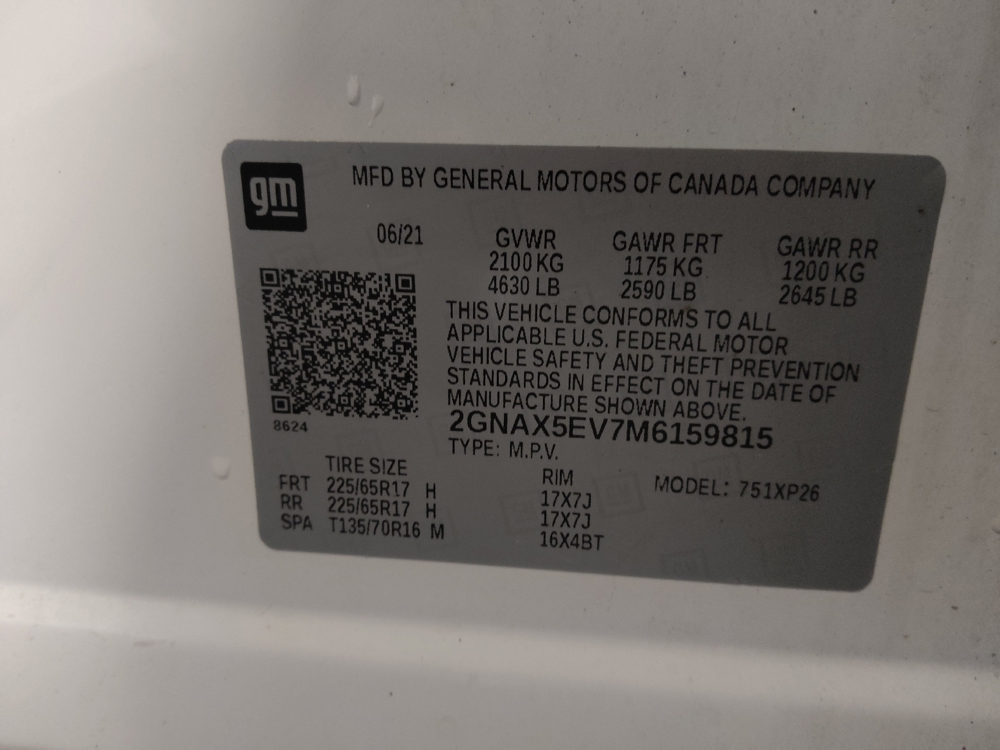 gm
MFD BY GENERAL MOTORS OF CANADA COMPANY
06/21 GVWR GAWR FRT GAWR RR
2100 KG 1175 KG 1200 KG
4630 LB 2590 LB 2645 LB
THIS VEHICLE CONFORMS TO ALL
APPLICABLE U.S. FEDERAL MOTOR
VEHICLE SAFETY AND THEFT PREVENTION
STANDARDS IN EFFECT ON THE DATE OF
MANUFACTURE SHOWN ABOVE.
8624
2GNAX5EV7M6159815
TYPE: M.P.V.
TIRE SIZE RIM MODEL: 751XP26
FRT 225/65R17 H 17X7J
RR 225/65R17 H 17X7J
SPA T135/70R16 M 16X4BT